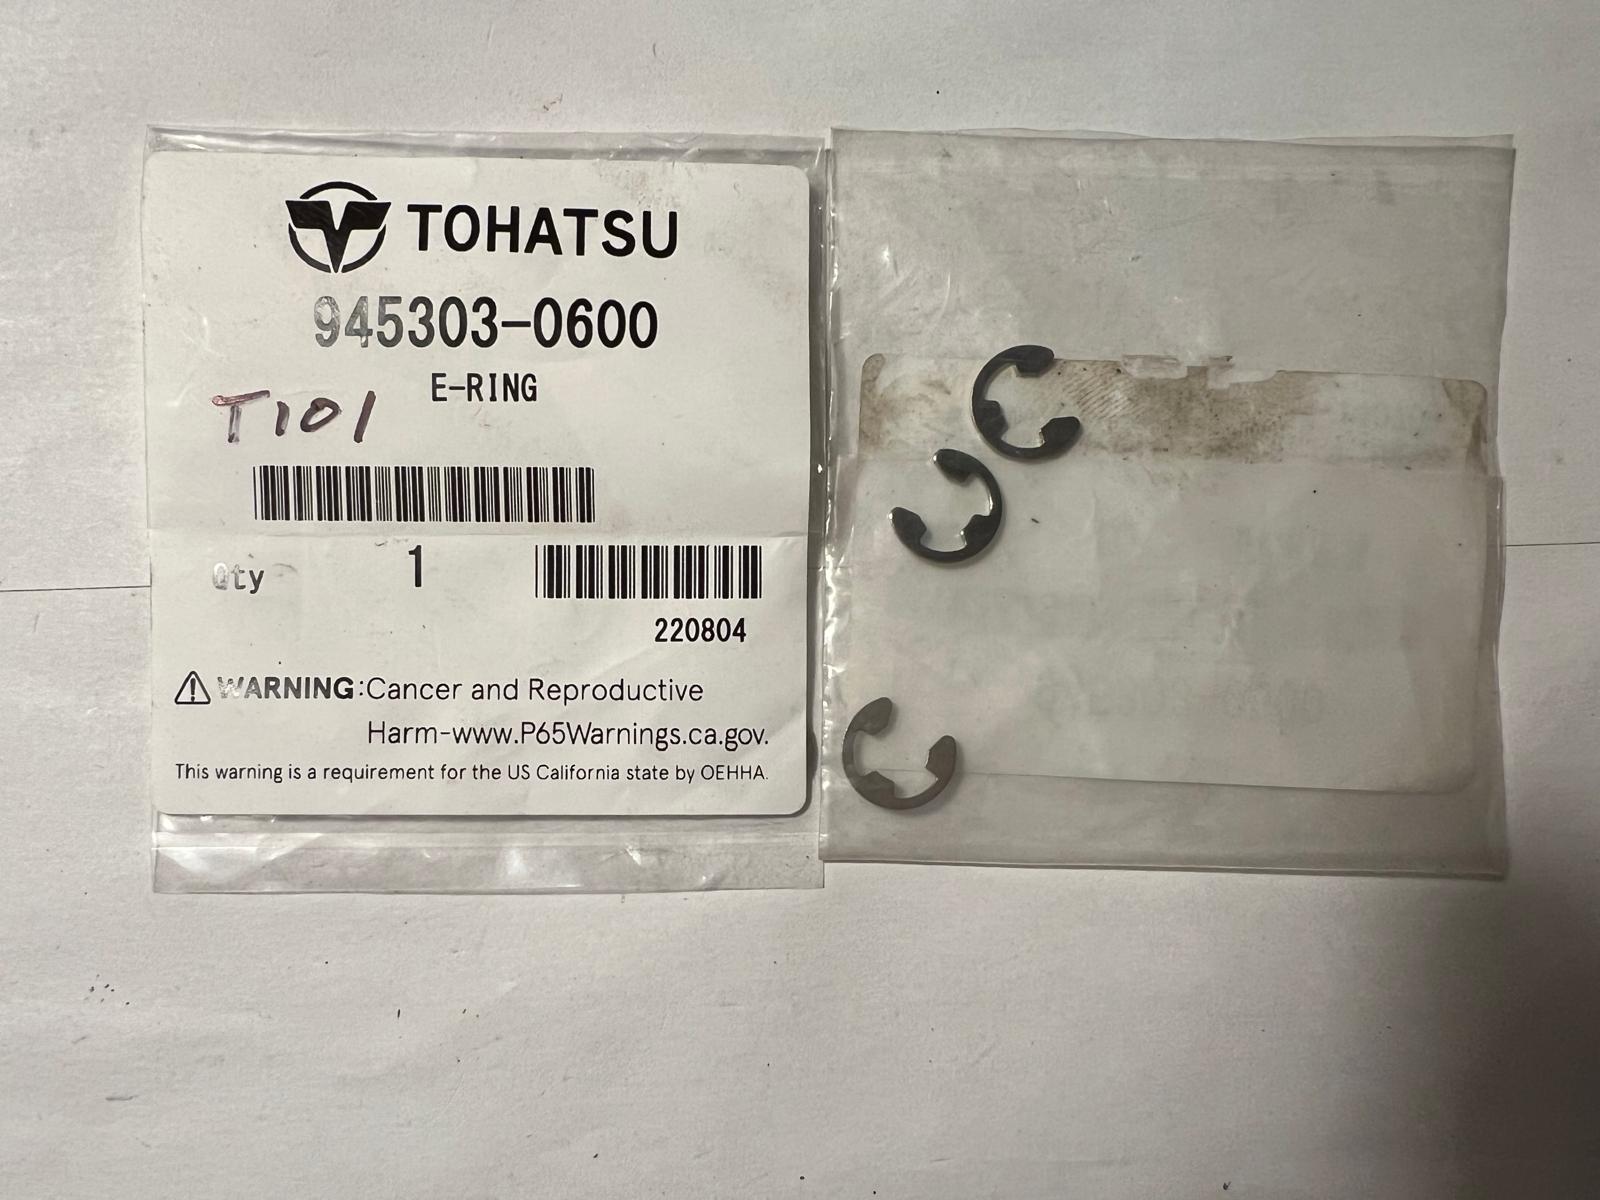 TOHATSU
945303-0600
E-RING
T101
Qty 1
220804
WARNING:Cancer and Reproductive
Harm-www.P65Warnings.ca.gov.
This warning is a requirement for the US California state by OEHHA.